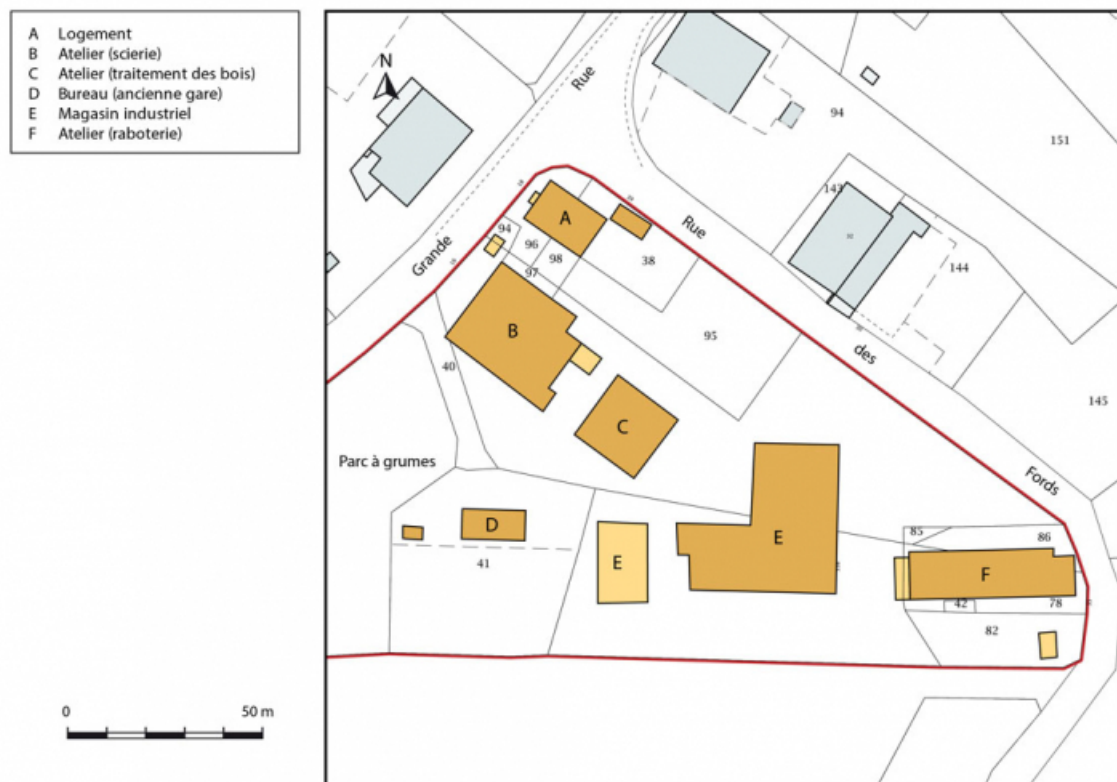 A Logement
B Atelier (scierie)
C Atelier (traitement des bois)
D Bureau (ancienne gare)
E Magasin industriel
F Atelier (raboterie)
N
Rue
94
151
143
A
Grande
94
96
98
97
38
Rue
144
B
95
des
40
145
C
Parc à grumes
Fords
D
E
85
86
41
E
F
42
78
82
0
50 m